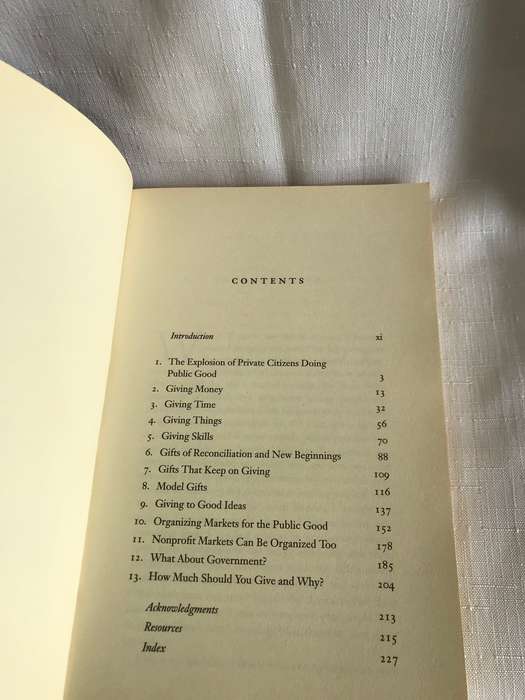 CONTENTS
Introduction xi
1. The Explosion of Private Citizens Doing
Public Good 3
2. Giving Money 13
3. Giving Time 32
4. Giving Things 56
5. Giving Skills 70
6. Gifts of Reconciliation and New Beginnings 88
7. Gifts That Keep on Giving 109
8. Model Gifts 116
9. Giving to Good Ideas 137
10. Organizing Markets for the Public Good 152
11. Nonprofit Markets Can Be Organized Too 178
12. What About Government? 185
13. How Much Should You Give and Why? 204
Acknowledgments 213
Resources 215
Index 227